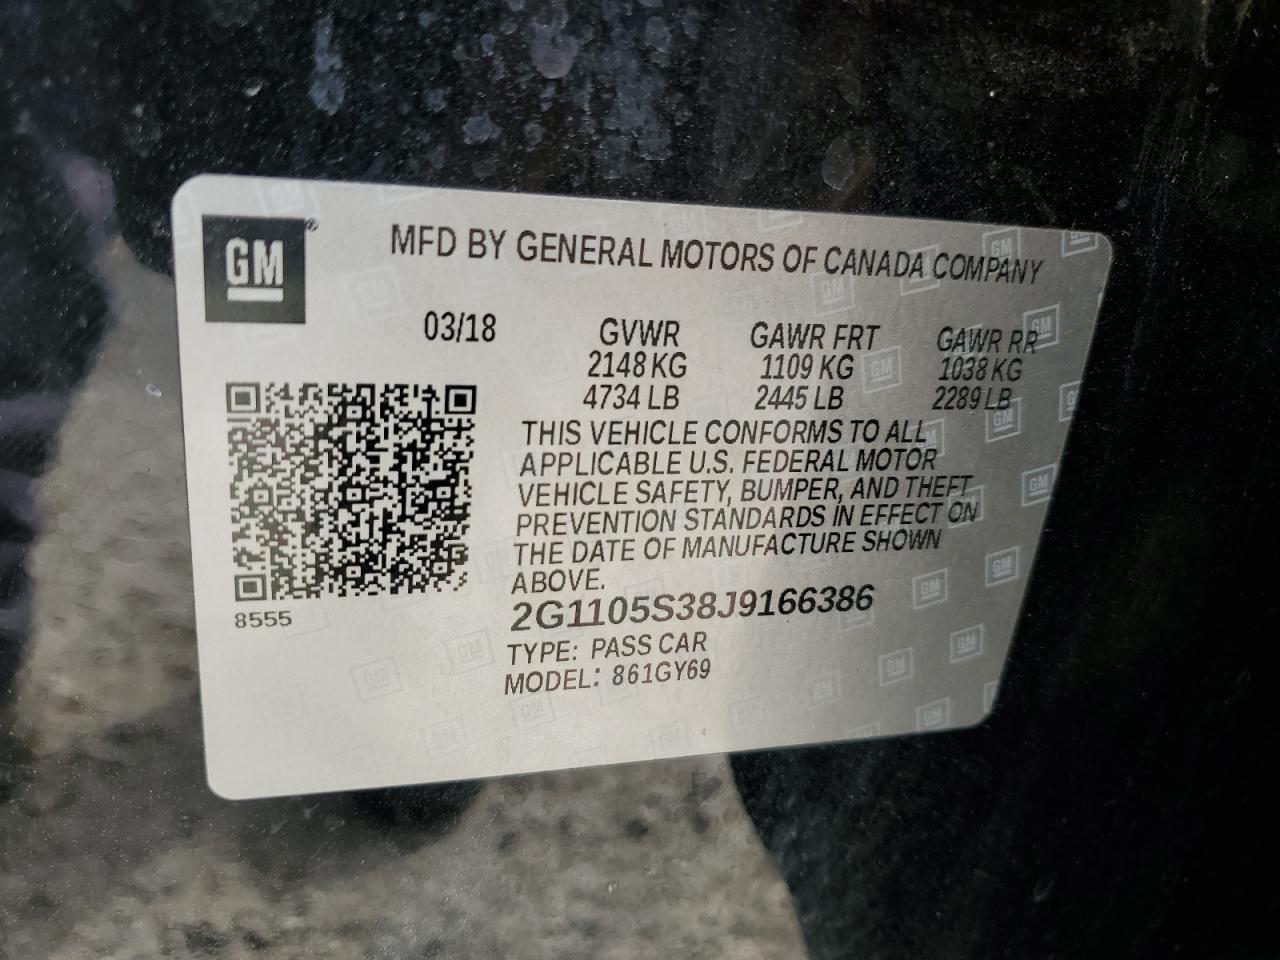 GM®
MFD BY GENERAL MOTORS OF CANADA COMPANY
03/18 GVWR GAWR FRT GAWR RR
2148 KG 1109 KG 1038 KG
4734 LB 2445 LB 2289 LB
THIS VEHICLE CONFORMS TO ALL
APPLICABLE U.S. FEDERAL MOTOR
VEHICLE SAFETY, BUMPER, AND THEFT
PREVENTION STANDARDS IN EFFECT ON
THE DATE OF MANUFACTURE SHOWN
ABOVE.
8555
2G1105S38J9166386
TYPE: PASS CAR
MODEL: 861GY69